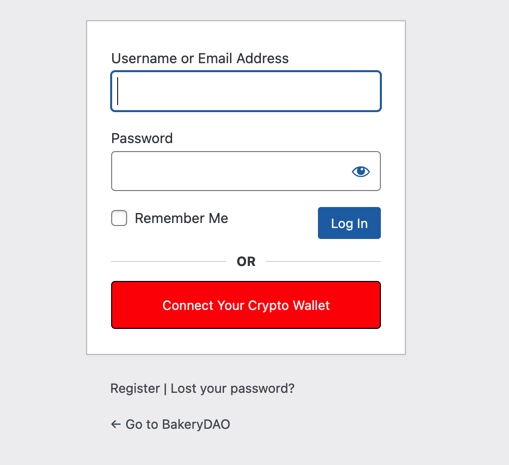 Username or Email Address
Password
Remember Me
Log In
OR
Connect Your Crypto Wallet
Register | Lost your password?
← Go to BakeryDAO